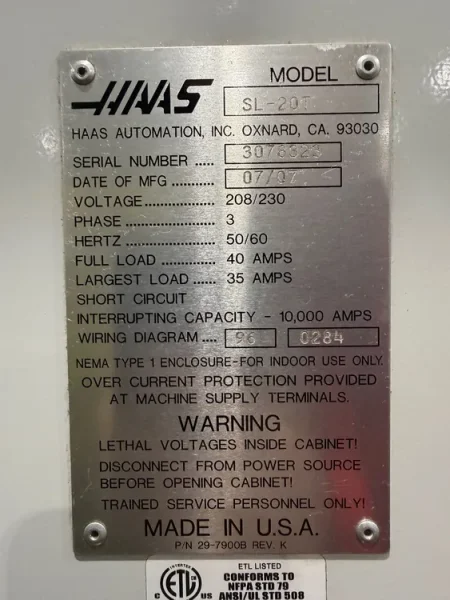 HAAS
MODEL
SL-20T
HAAS AUTOMATION, INC. OXNARD, CA. 93030
SERIAL NUMBER ..... 3078323
DATE OF MFG ........... 07/07
VOLTAGE................. 208/230
PHASE ..................... 3
HERTZ ..................... 50/60
FULL LOAD .............. 40 AMPS
LARGEST LOAD ...... 35 AMPS
SHORT CIRCUIT
INTERRUPTING CAPACITY - 10,000 AMPS
WIRING DIAGRAM .... 96 0284
NEMA TYPE 1 ENCLOSURE-FOR INDOOR USE ONLY.
OVER CURRENT PROTECTION PROVIDED
AT MACHINE SUPPLY TERMINALS.
WARNING
LETHAL VOLTAGES INSIDE CABINET!
DISCONNECT FROM POWER SOURCE
BEFORE OPENING CABINET!
TRAINED SERVICE PERSONNEL ONLY!
MADE IN U.S.A.
P/N 29-7900B REV. K
ETL LISTED
CONFORMS TO
NFPA STD 79
ANSI/UL STD 508
C ETL US